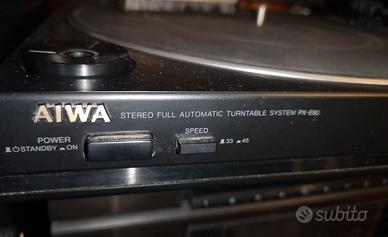 AIWA STEREO FULL AUTOMATIC TURNTABLE SYSTEM PX-E80
POWER SPEED
STANDBY ON 33 45
subito